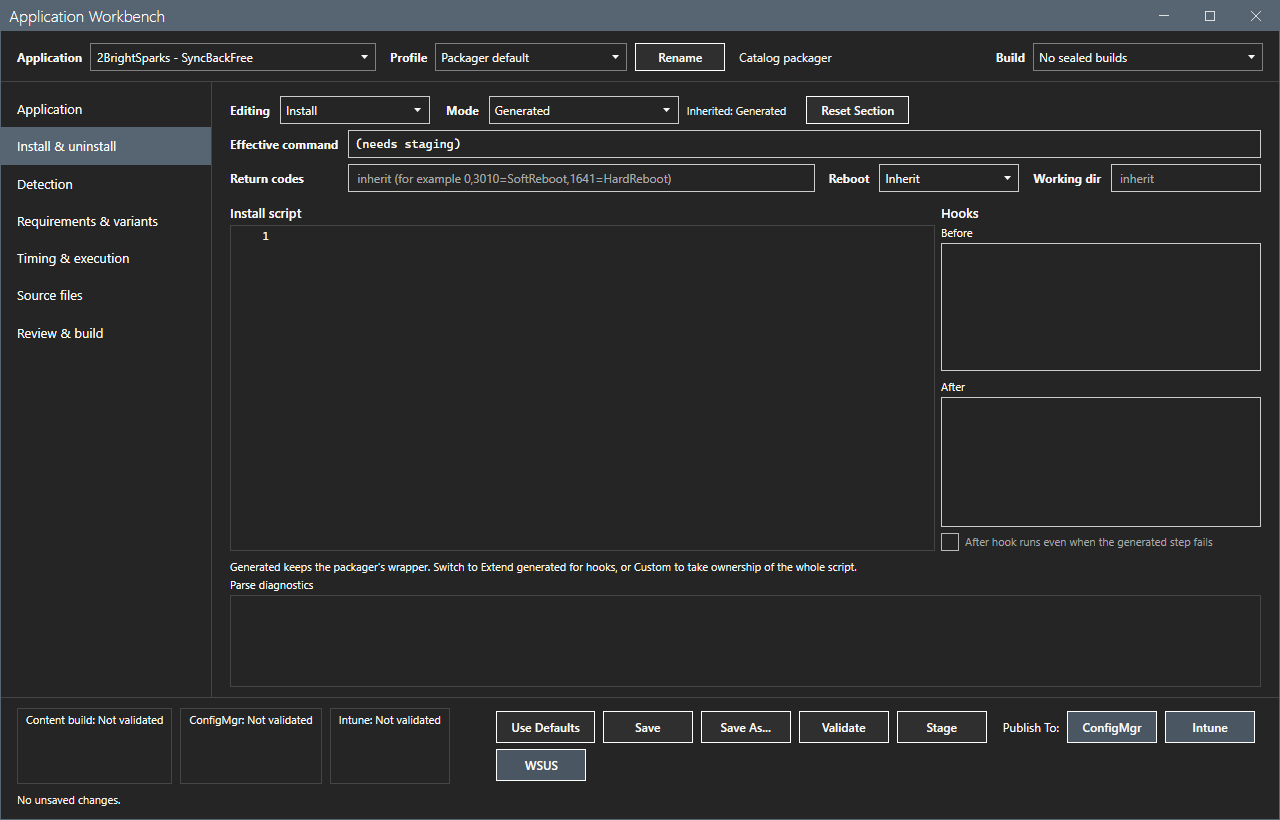 Application Workbench
Application 2BrightSparks - SyncBackFree Profile Packager default Rename Catalog packager Build No sealed builds
Application
Install & uninstall
Detection
Requirements & variants
Timing & execution
Source files
Review & build
Editing Install Mode Generated Inherited: Generated Reset Section
Effective command (needs staging)
Return codes inherit (for example 0,3010=SoftReboot,1641=HardReboot) Reboot Inherit Working dir inherit
Install script
1
Hooks
Before
After
After hook runs even when the generated step fails
Generated keeps the packager's wrapper. Switch to Extend generated for hooks, or Custom to take ownership of the whole script.
Parse diagnostics
Content build: Not validated ConfigMgr: Not validated Intune: Not validated
Use Defaults Save Save As... Validate Stage Publish To: ConfigMgr Intune
WSUS
No unsaved changes.